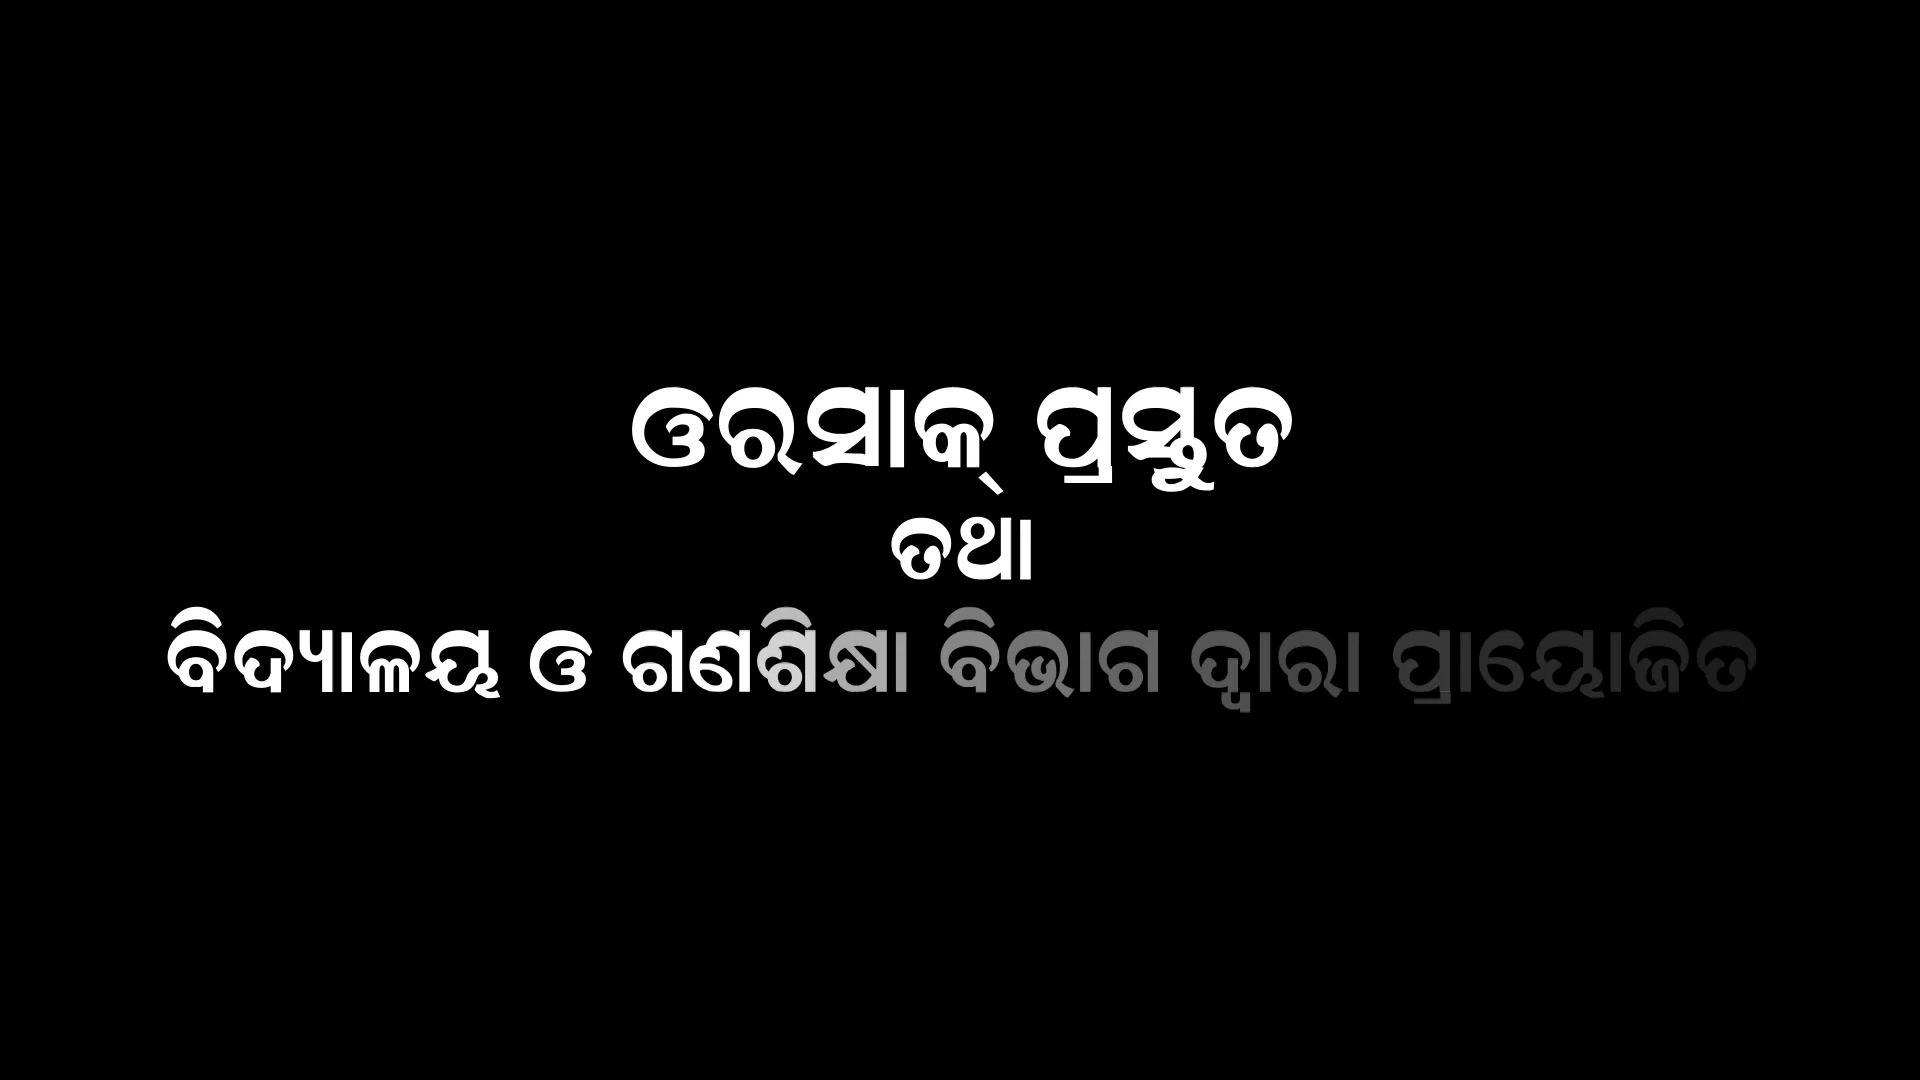 ଓରସାକ୍ ପ୍ରସ୍ତୁତ
ତଥା
ବିଦ୍ୟାଳୟ ଓ ଗଣଶିକ୍ଷା ବିଭାଗ ଦ୍ୱାରା ପ୍ରାୟୋଜିତ